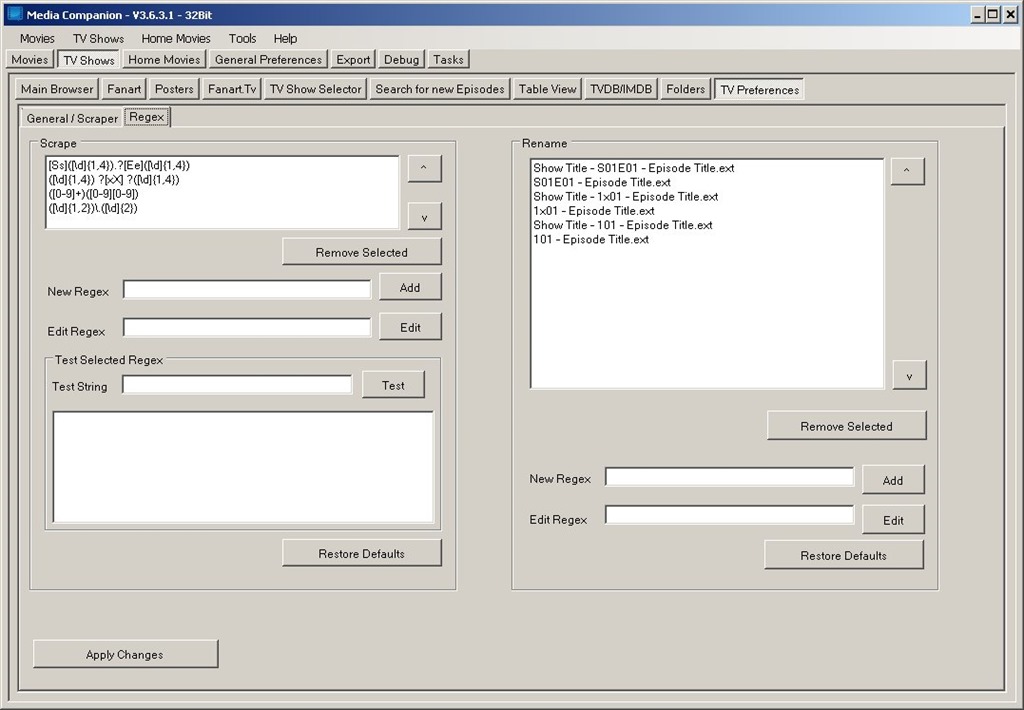 Media Companion - V3.6.3.1 - 32Bit
Movies TV Shows Home Movies Tools Help
Movies TV Shows Home Movies General Preferences Export Debug Tasks
Main Browser Fanart Posters Fanart.Tv TV Show Selector Search for new Episodes Table View TVDB/IMDB Folders TV Preferences
General / Scraper Regex
Scrape
[Ss]([\d]{1,4}).?[Ee]([\d]{1,4})
([\d]{1,4}) ?[xX] ?([\d]{1,4})
([0-9]+)([0-9][0-9])
([\d]{1,2})\.([\d]{2})
^
v
Remove Selected
New Regex
Add
Edit Regex
Edit
Test Selected Regex
Test String
Test
Restore Defaults
Rename
Show Title - S01E01 - Episode Title.ext
S01E01 - Episode Title.ext
Show Title - 1x01 - Episode Title.ext
1x01 - Episode Title.ext
Show Title - 101 - Episode Title.ext
101 - Episode Title.ext
^
v
Remove Selected
New Regex
Add
Edit Regex
Edit
Restore Defaults
Apply Changes